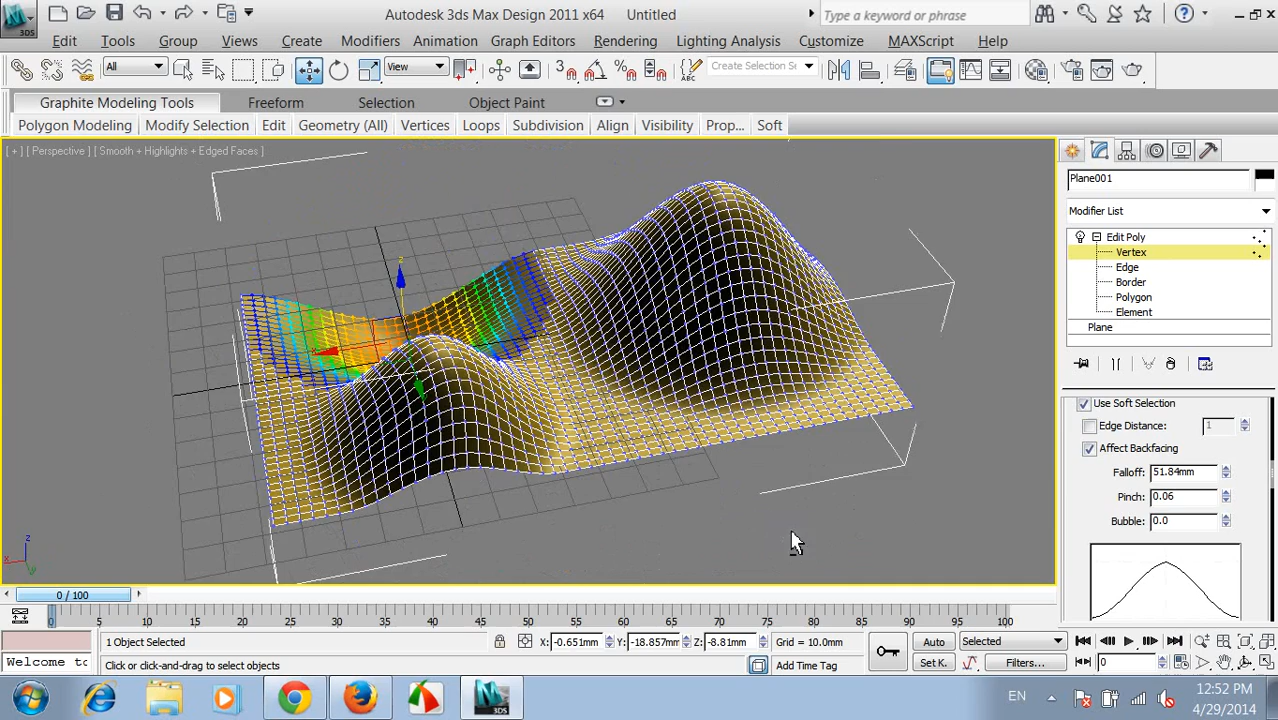 Autodesk 3ds Max Design 2011 x64 Untitled
Type a keyword or phrase
3DS
Edit Tools Group Views Create Modifiers Animation Graph Editors Rendering Lighting Analysis Customize MAXScript Help
All View 3 Create Selection Se
Graphite Modeling Tools Freeform Selection Object Paint
Polygon Modeling Modify Selection Edit Geometry (All) Vertices Loops Subdivision Align Visibility Prop... Soft
[ + ] [ Perspective ] [ Smooth + Highlights + Edged Faces ]
Plane001
Modifier List
Edit Poly
Vertex
Edge
Border
Polygon
Element
Plane
Use Soft Selection
Edge Distance: 1
Affect Backfacing
Falloff: 51.84mm
Pinch: 0.06
Bubble: 0.0
z
z
x
y
0 / 100
0 5 10 15 20 25 30 35 40 45 50 55 60 65 70 75 80 85 90 95 100
1 Object Selected X: -0.651mm Y: -18.857mm Z: -8.81mm Grid = 10.0mm Auto Selected
Welcome to Click or click-and-drag to select objects Add Time Tag Set K. Filters... 0
3DS
EN 12:52 PM
4/29/2014